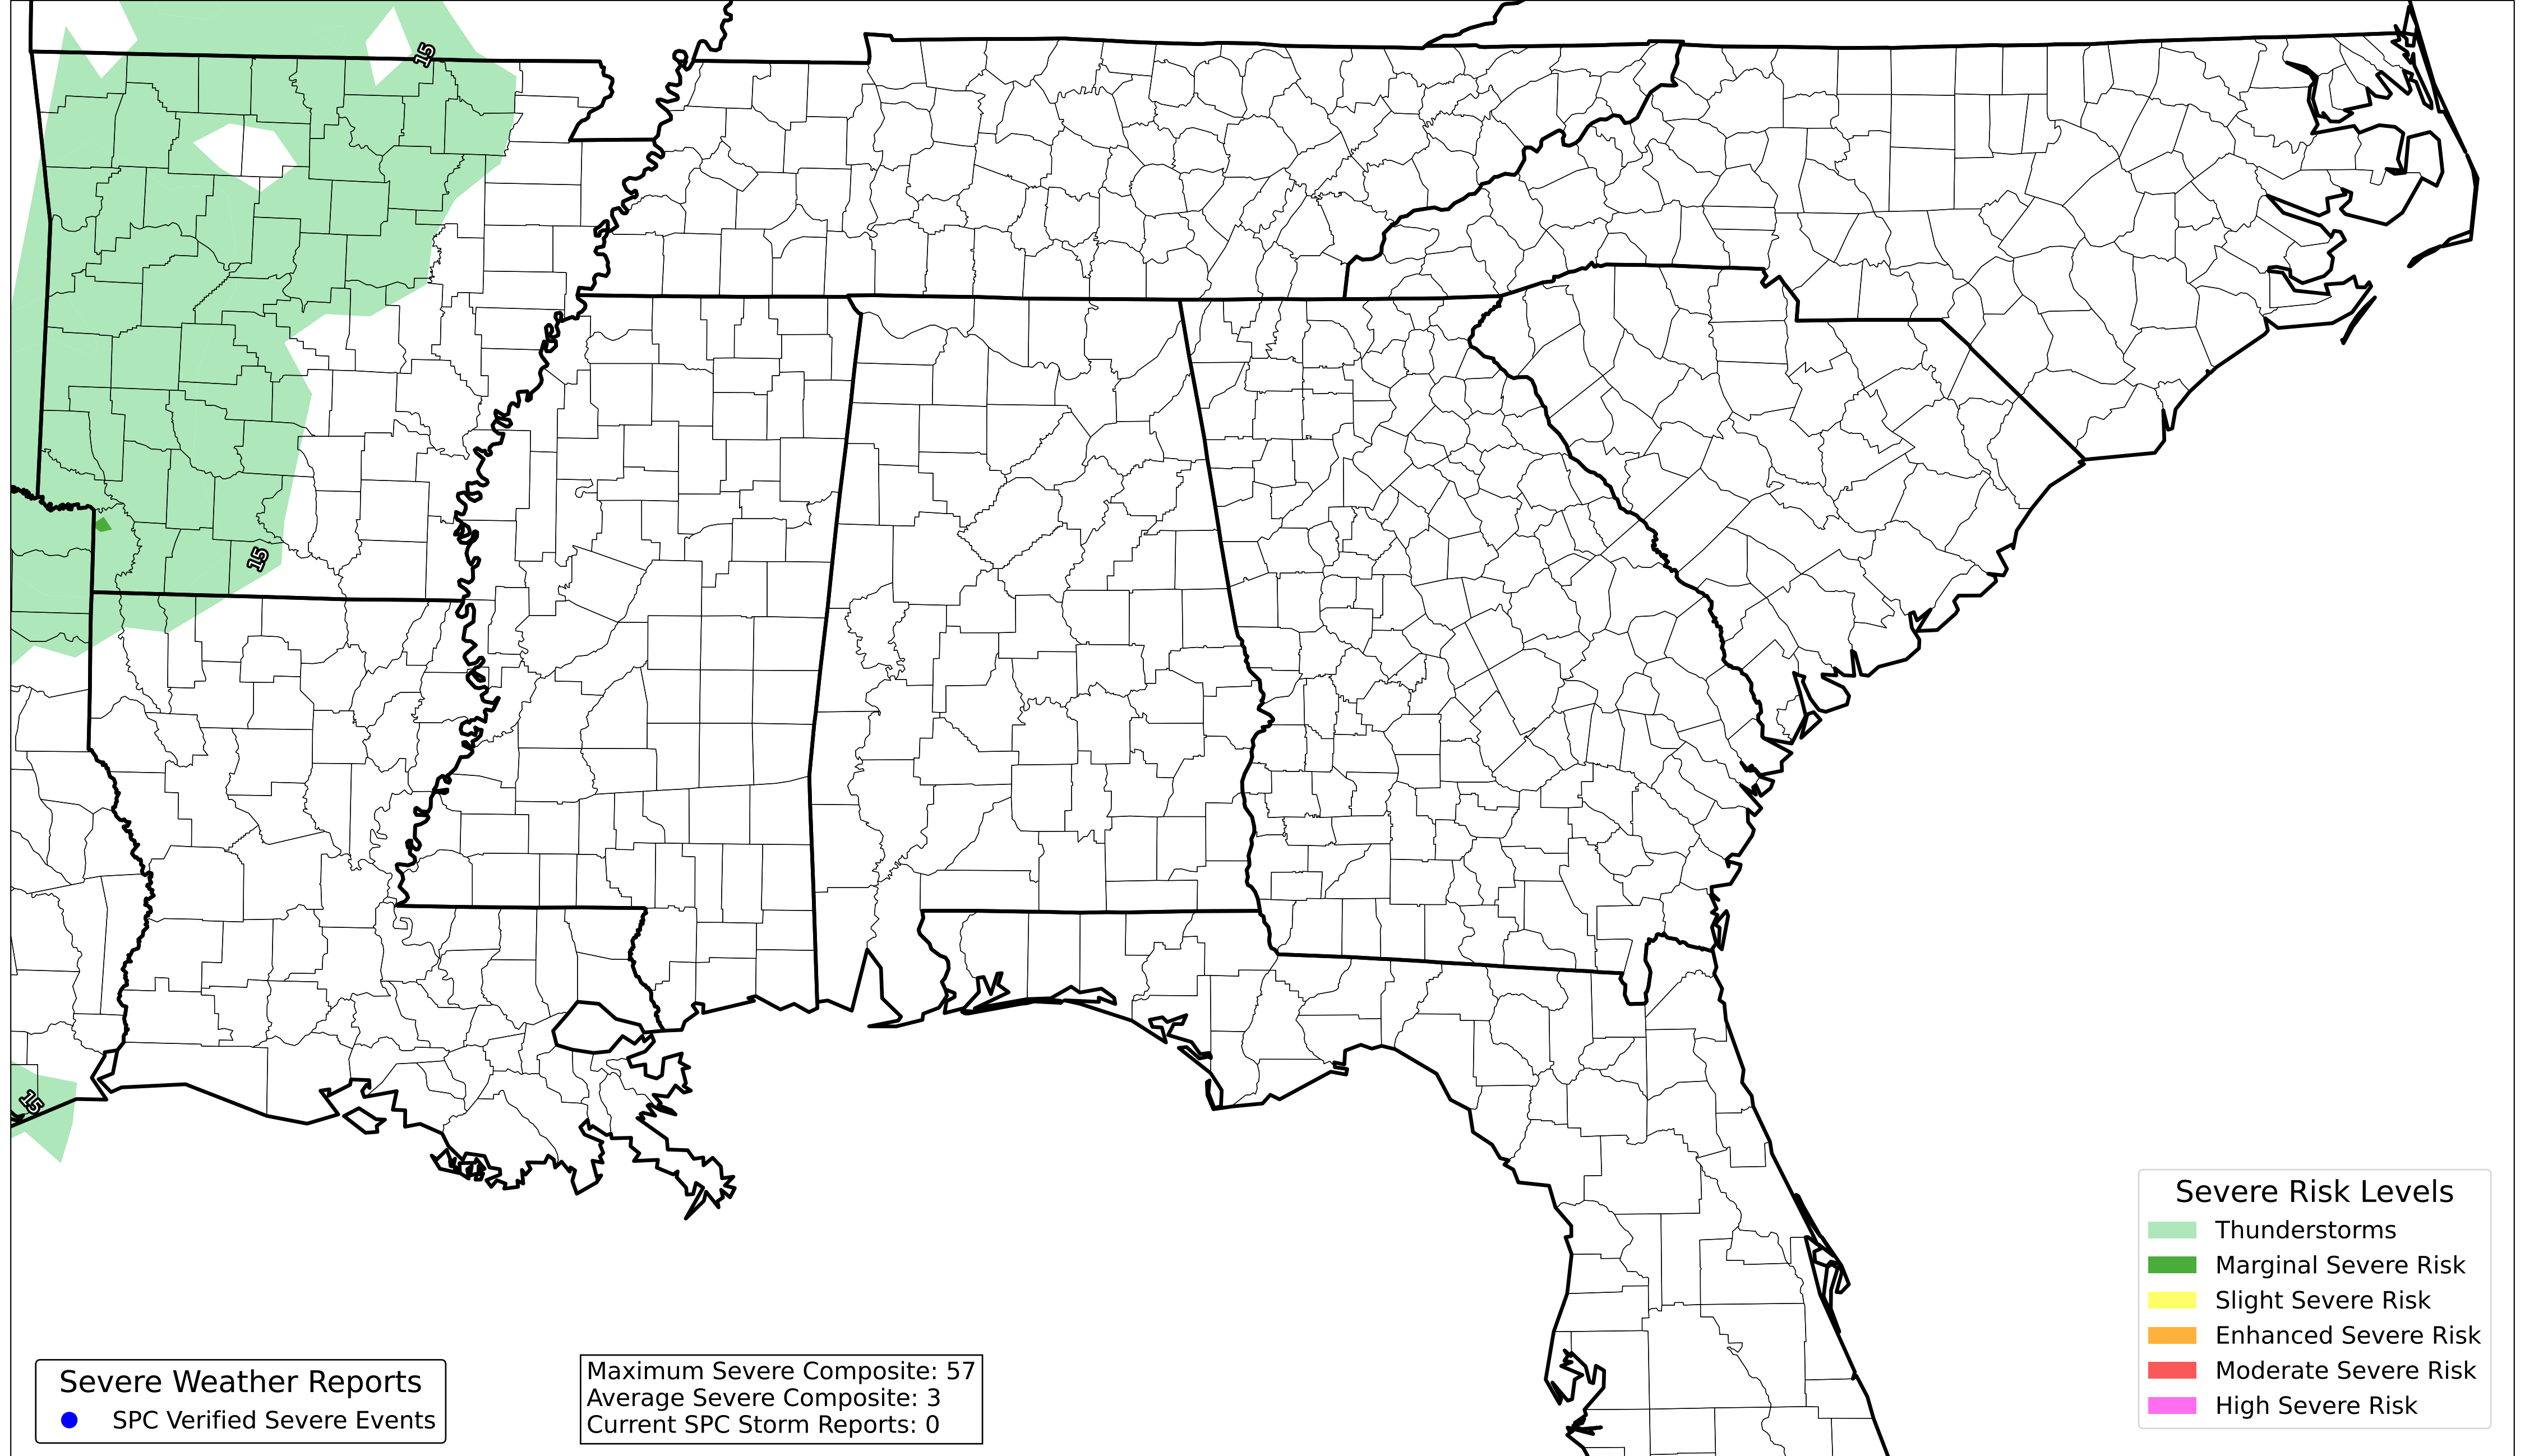 15
15
15
Severe Risk Levels
Thunderstorms
Marginal Severe Risk
Slight Severe Risk
Enhanced Severe Risk
Moderate Severe Risk
High Severe Risk
Severe Weather Reports
SPC Verified Severe Events
Maximum Severe Composite: 57
Average Severe Composite: 3
Current SPC Storm Reports: 0